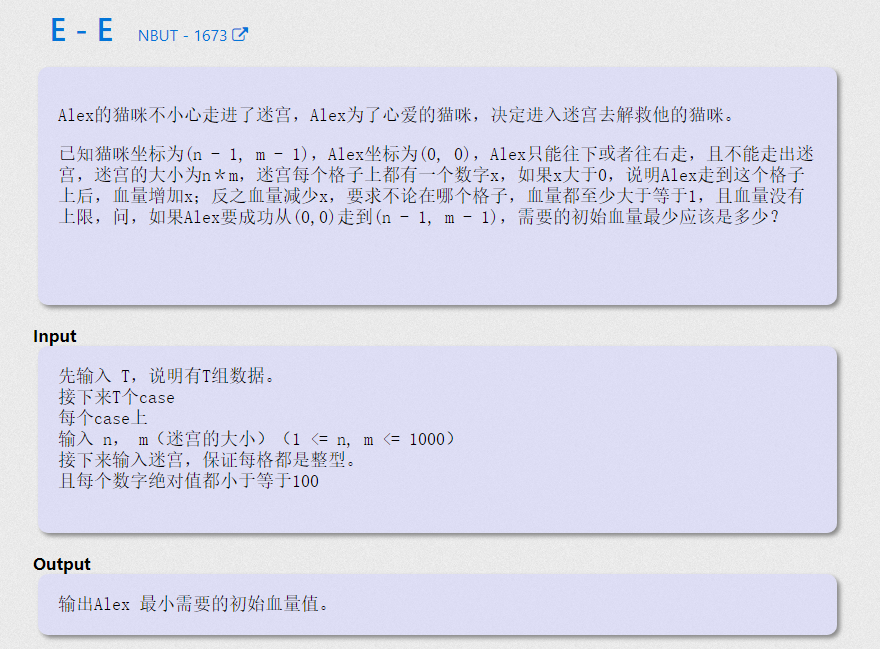 E - E NBUT - 1673
Alex的猫咪不小心走进了迷宫，Alex为了心爱的猫咪，决定进入迷宫去解救他的猫咪。
已知猫咪坐标为(n - 1, m - 1)，Alex坐标为(0, 0)，Alex只能往下或者往右走，且不能走出迷
宫，迷宫的大小为n＊m，迷宫每个格子上都有一个数字x，如果x大于0，说明Alex走到这个格子
上后，血量增加x；反之血量减少x，要求不论在哪个格子，血量都至少大于等于1，且血量没有
上限，问，如果Alex要成功从(0,0)走到(n - 1, m - 1)，需要的初始血量最少应该是多少？
Input
先输入 T，说明有T组数据。
接下来T个case
每个case上
输入 n， m（迷宫的大小）（1 <= n, m <= 1000）
接下来输入迷宫，保证每格都是整型。
且每个数字绝对值都小于等于100
Output
输出Alex 最小需要的初始血量值。